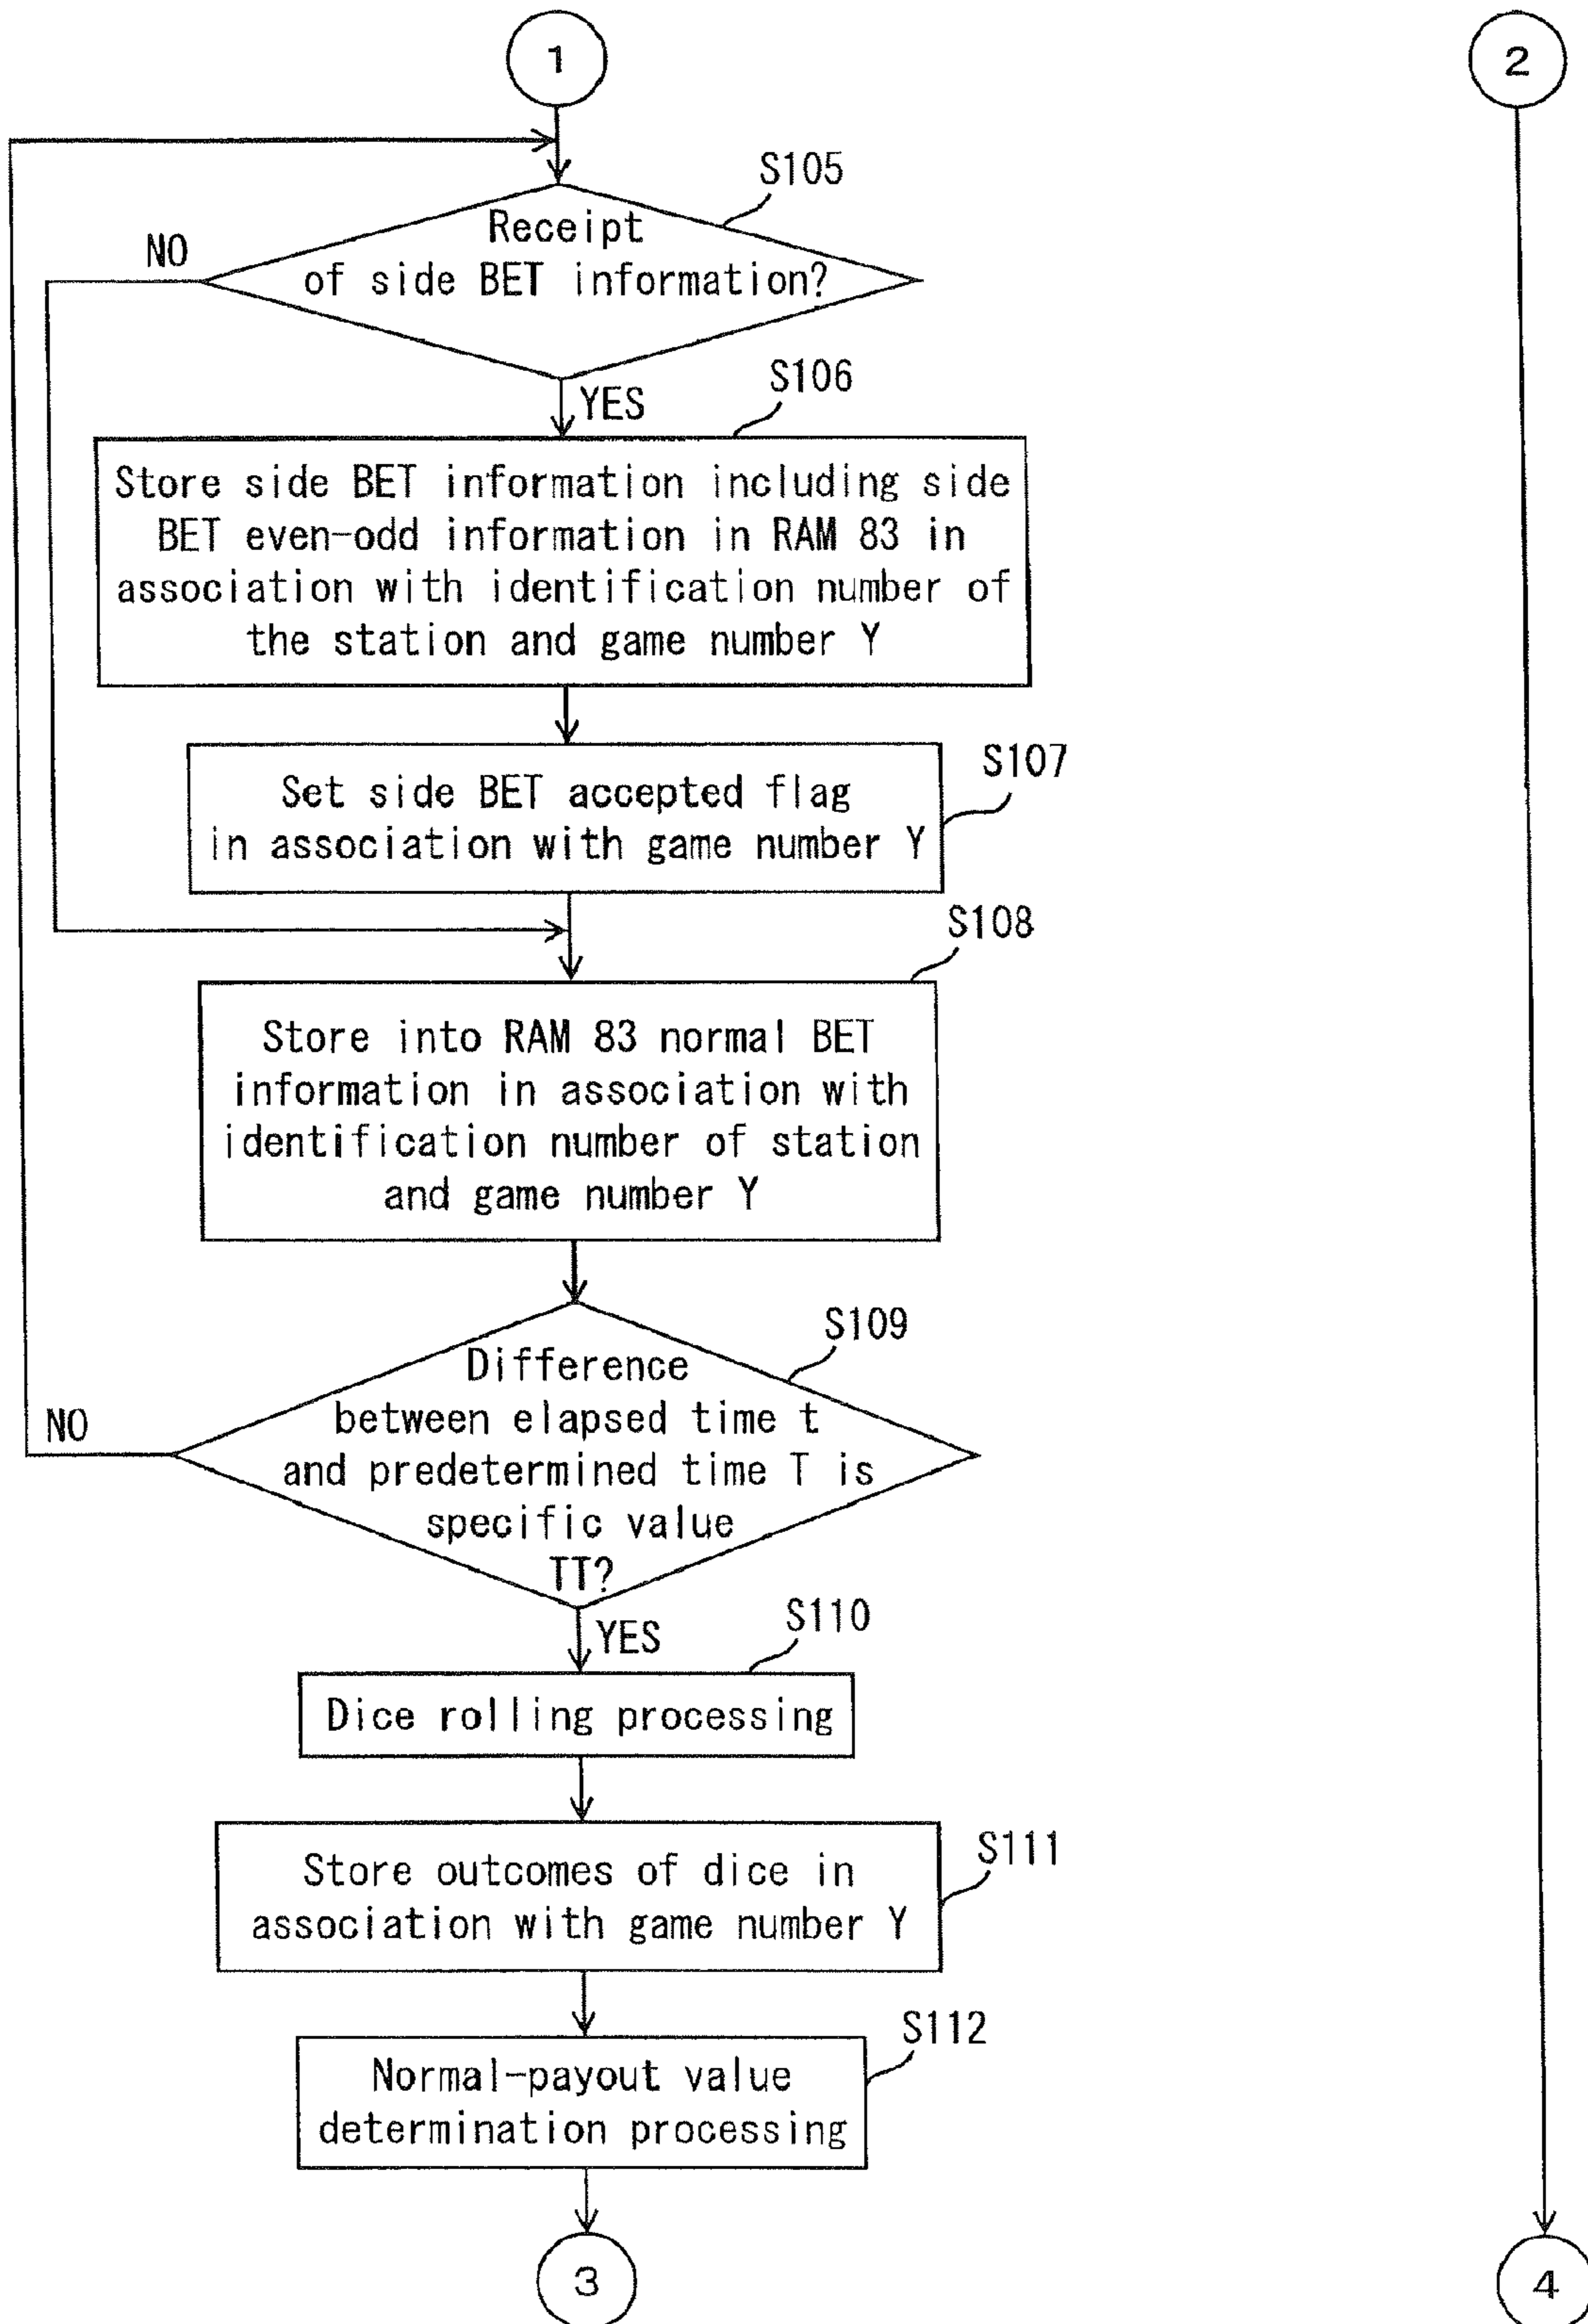 1
2
S105
Receipt
of side BET information?
NO
S106
YES
Store side BET information including side
BET even-odd information in RAM 83 in
association with identification number of
the station and game number Y
S107
Set side BET accepted flag
in association with game number Y
S108
Store into RAM 83 normal BET
information in association with
identification number of station
and game number Y
S109
Difference
between elapsed time t
and predetermined time T is
specific value
TT?
NO
S110
YES
Dice rolling processing
S111
Store outcomes of dice in
association with game number Y
S112
Normal-payout value
determination processing
3
4